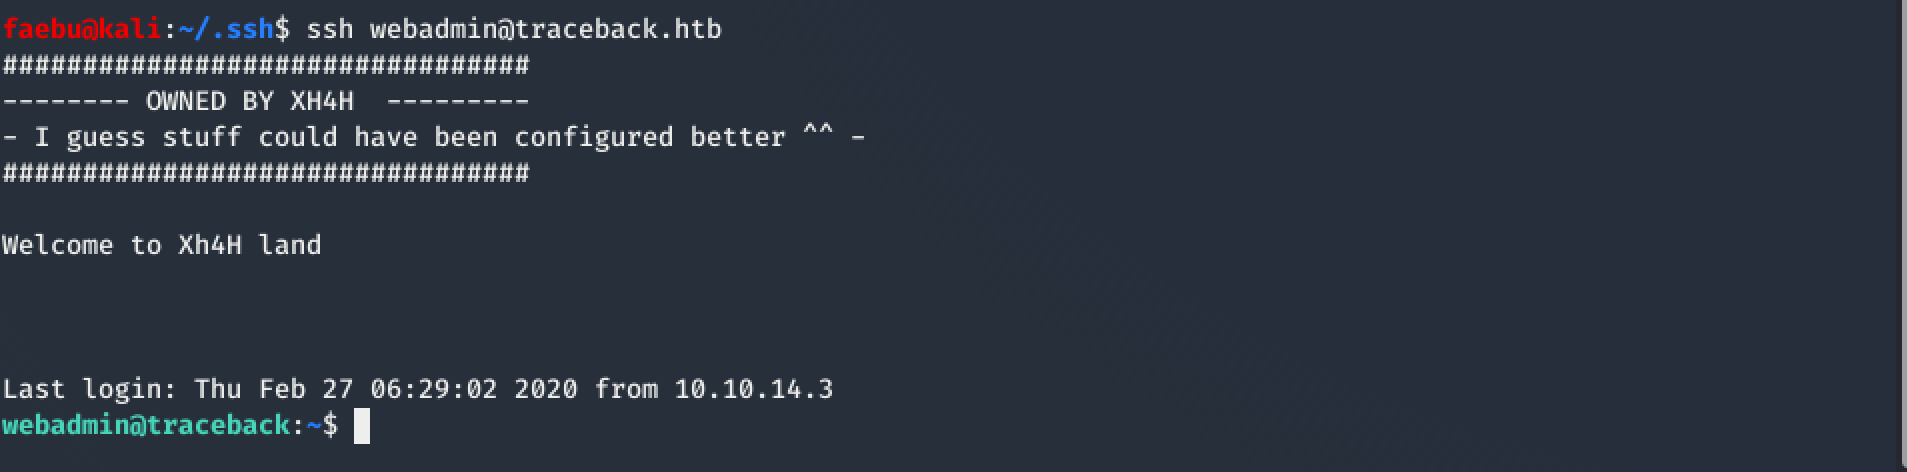 faebu@kali:~/.ssh$ ssh webadmin@traceback.htb
#################################
-------- OWNED BY XH4H  ---------
- I guess stuff could have been configured better ^^ -
#################################
Welcome to Xh4H land
Last login: Thu Feb 27 06:29:02 2020 from 10.10.14.3
webadmin@traceback:~$